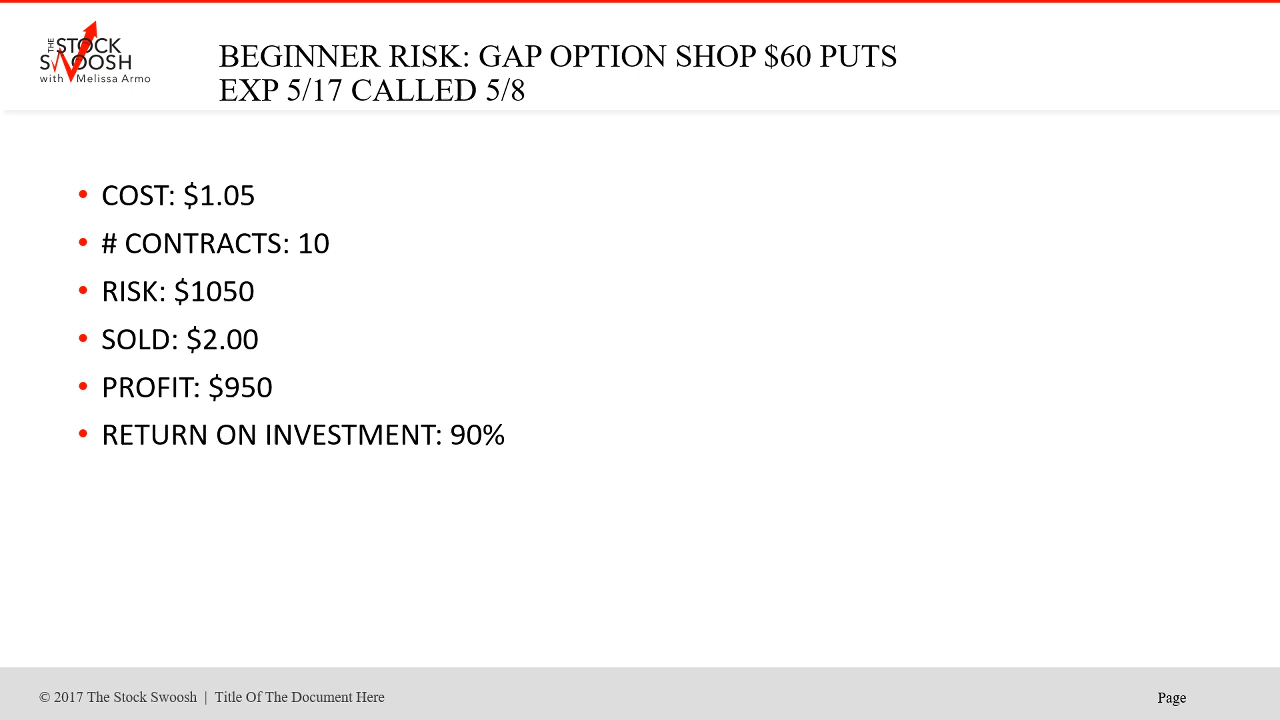 THE STOCK
SWOOSH
with Melissa Armo
BEGINNER RISK: GAP OPTION SHOP $60 PUTS
EXP 5/17 CALLED 5/8
• COST: $1.05
• # CONTRACTS: 10
• RISK: $1050
• SOLD: $2.00
• PROFIT: $950
• RETURN ON INVESTMENT: 90%
© 2017 The Stock Swoosh | Title Of The Document Here
Page